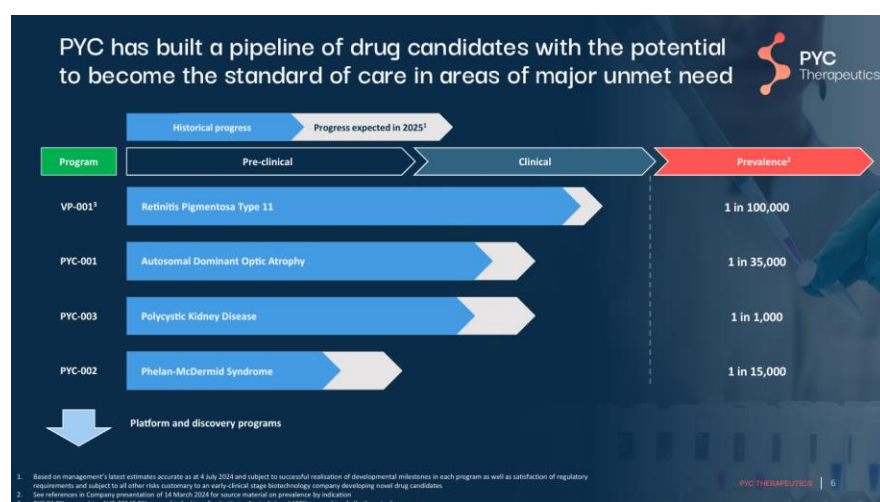 PYC has built a pipeline of drug candidates with the potential
to become the standard of care in areas of major unmet need
PYC
Therapeutics
Historical progress
Progress expected in 2025¹
Program
Pre-clinical
Clinical
Prevalence²
VP-001³
Retinitis Pigmentosa Type 11
1 in 100,000
PYC-001
Autosomal Dominant Optic Atrophy
1 in 35,000
PYC-003
Polycystic Kidney Disease
1 in 1,000
PYC-002
Phelan-McDermid Syndrome
1 in 15,000
Platform and discovery programs
1. Based on management's latest estimates accurate as at 4 July 2024 and subject to successful realisation of developmental milestones in each program as well as satisfaction of regulatory
requirements and subject to all other risks customary to an early-clinical stage biotechnology company developing novel drug candidates
2. See references in Company presentation of 14 March 2024 for source material on prevalence by indication
PYC THERAPEUTICS | 6